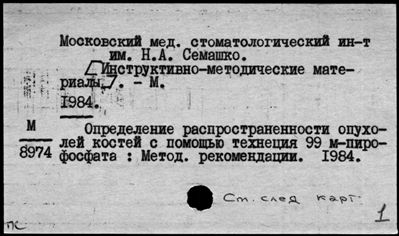 Московский мед. стоматологический ин-т
им. Н.А. Семашко.
[Инструктивно-методические мате-
риалы]. - М.
1984.
М Определение распространенности опухо-
8974 лей костей с помощью технеция 99 м-пиро-
фосфата : Метод. рекомендации. 1984.
См. след карт.
1
ПС